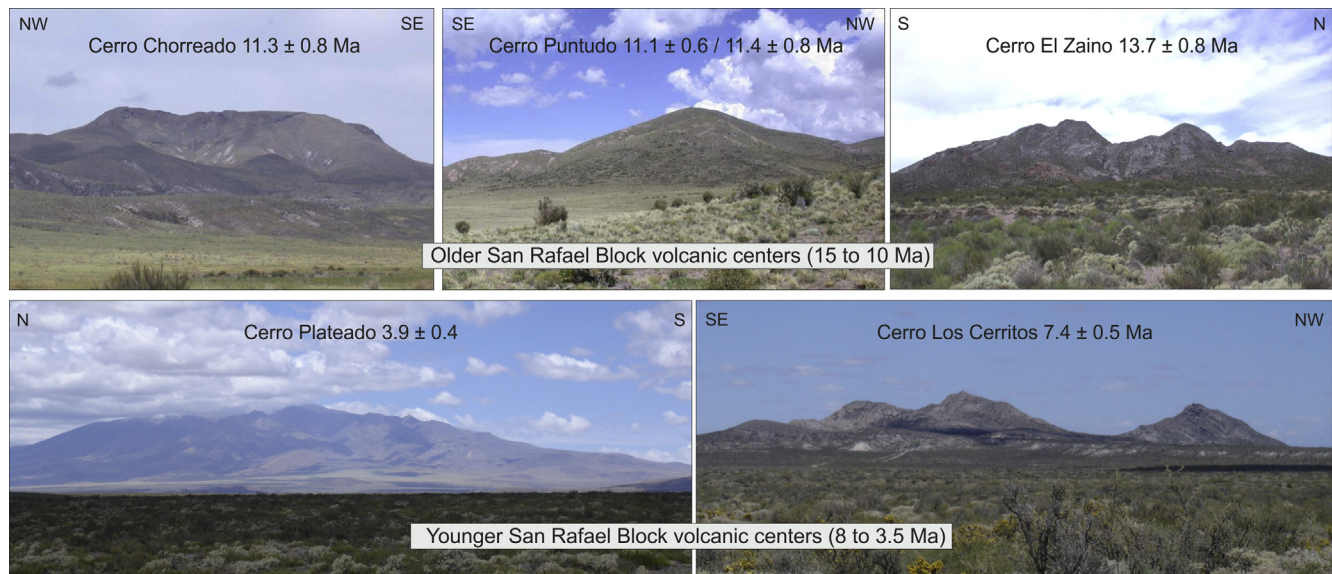 NW
SE
Cerro Chorreado 11.3 ± 0.8 Ma
SE
NW
Cerro Puntudo 11.1 ± 0.6 / 11.4 ± 0.8 Ma
S
N
Cerro El Zaino 13.7 ± 0.8 Ma
Older San Rafael Block volcanic centers (15 to 10 Ma)
N
S
Cerro Plateado 3.9 ± 0.4
SE
NW
Cerro Los Cerritos 7.4 ± 0.5 Ma
Younger San Rafael Block volcanic centers (8 to 3.5 Ma)